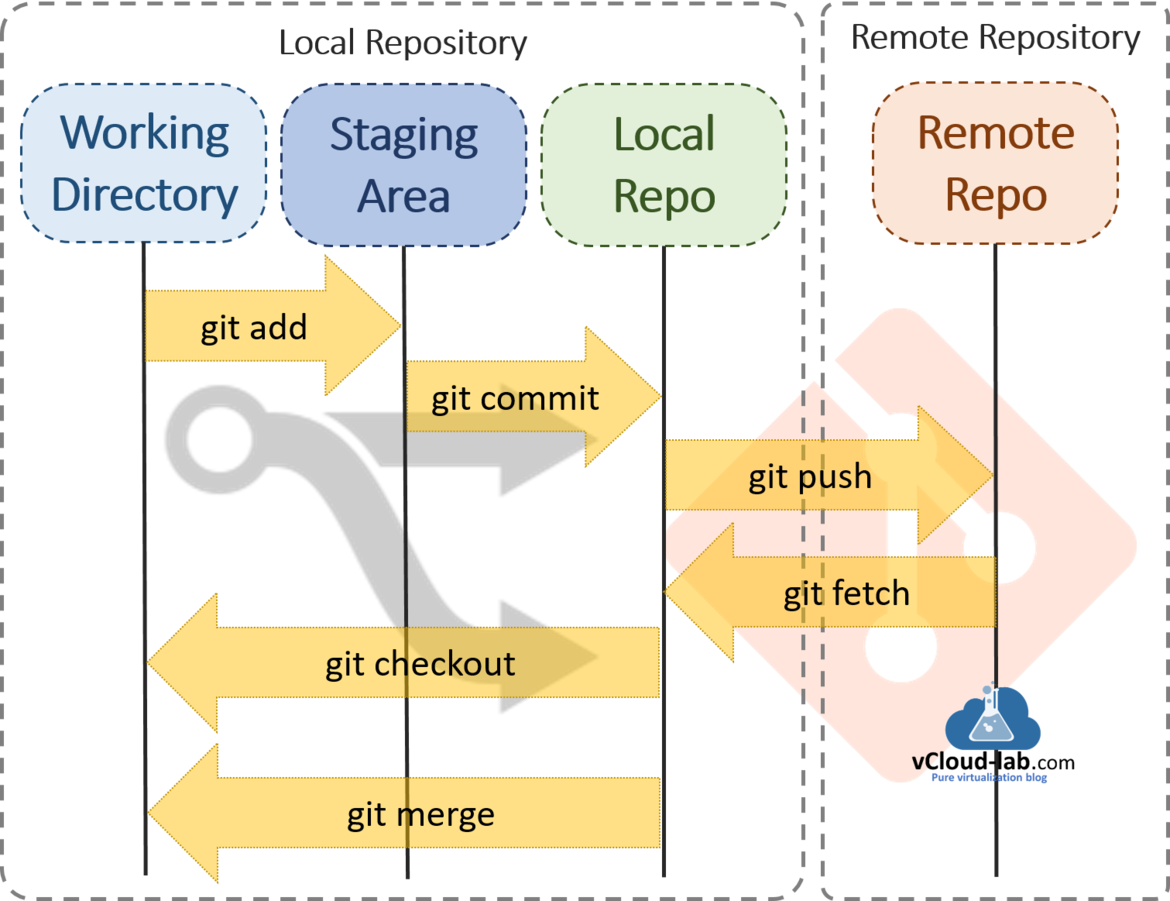 Local Repository
Remote Repository
Working
Directory
Staging
Area
Local
Repo
Remote
Repo
git add
git commit
git push
git fetch
git checkout
git merge
vCloud-lab.com
Pure virtualization blog